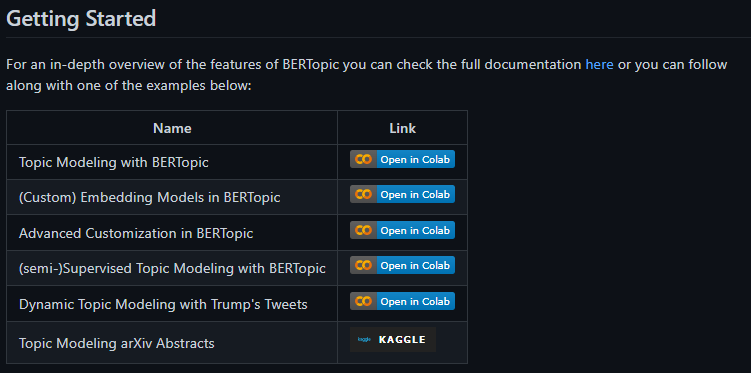 Getting Started
For an in-depth overview of the features of BERTopic you can check the full documentation here or you can follow
along with one of the examples below:
Name Link
Topic Modeling with BERTopic Open in Colab
(Custom) Embedding Models in BERTopic Open in Colab
Advanced Customization in BERTopic Open in Colab
(semi-)Supervised Topic Modeling with BERTopic Open in Colab
Dynamic Topic Modeling with Trump's Tweets Open in Colab
Topic Modeling arXiv Abstracts kaggle KAGGLE